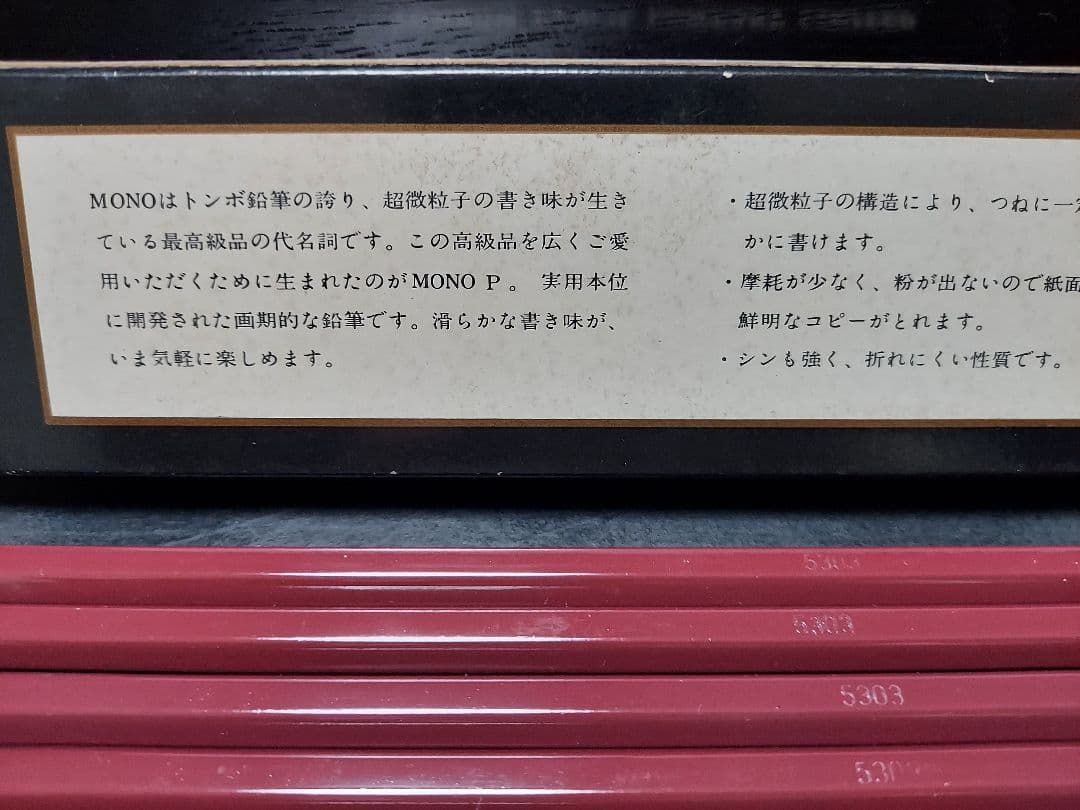 MONOはトンボ鉛筆の誇り、超微粒子の書き味が生き
ている最高級品の代名詞です。この高級品を広くご愛
用いただくために生まれたのがMONO P。 実用本位
に開発された画期的な鉛筆です。滑らかな書き味が、
いま気軽に楽しめます。
・超微粒子の構造により、つねに一定
かに書けます。
・摩耗が少なく、粉が出ないので紙面
鮮明なコピーがとれます。
・シンも強く、折れにくい性質です。
5303
5303
5303
530